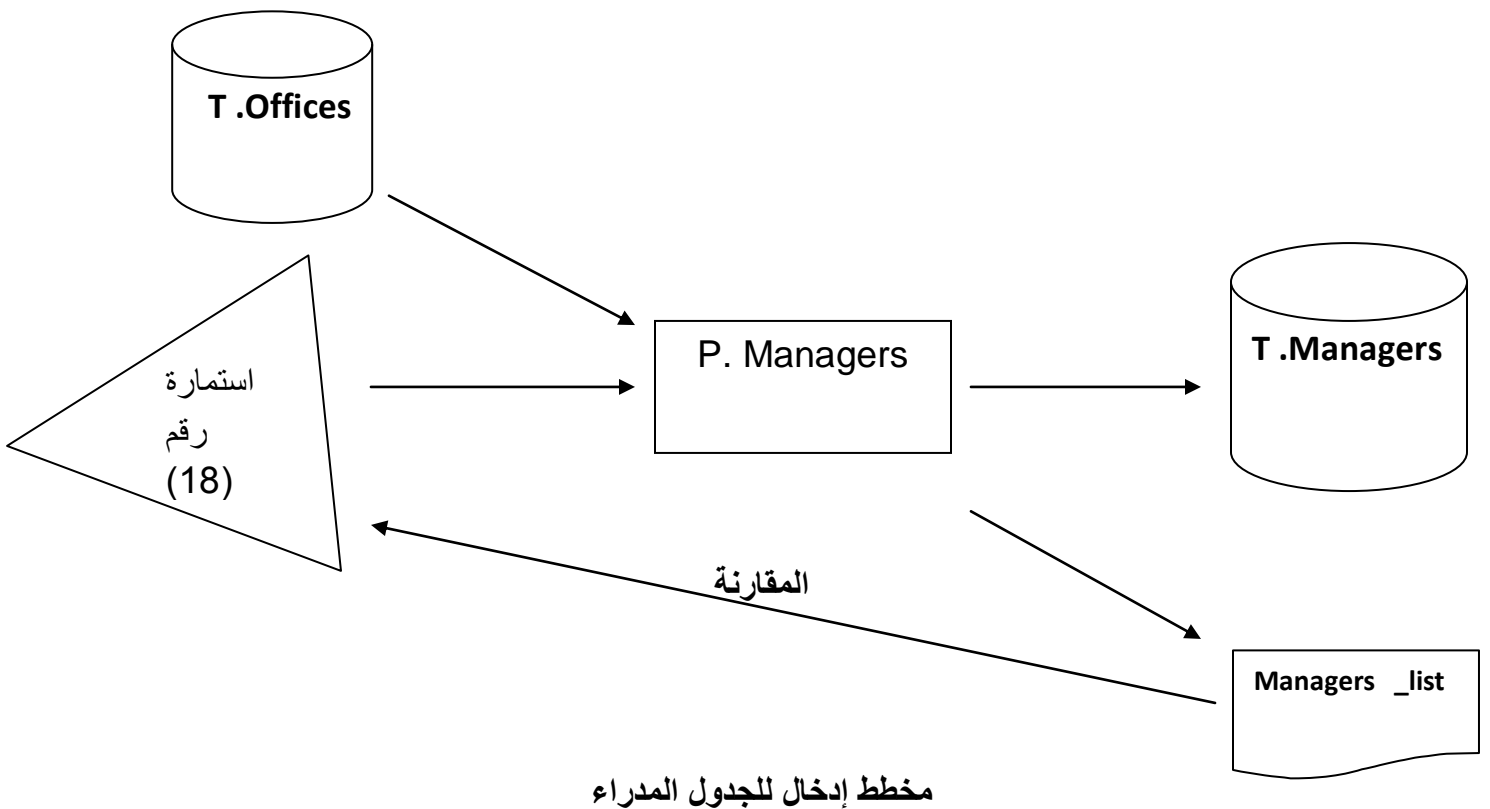 T .Offices
استمارة
رقم
(18)
P. Managers
T .Managers
المقارنة
Managers _list
مخطط إدخال للجدول المدراء